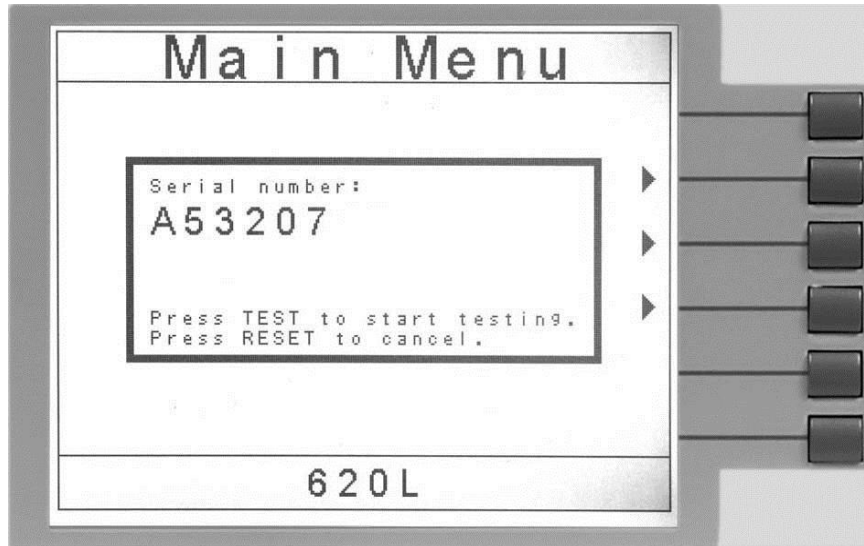 Main Menu
Serial number:
A53207
Press TEST to start testing.
Press RESET to cancel.
620L